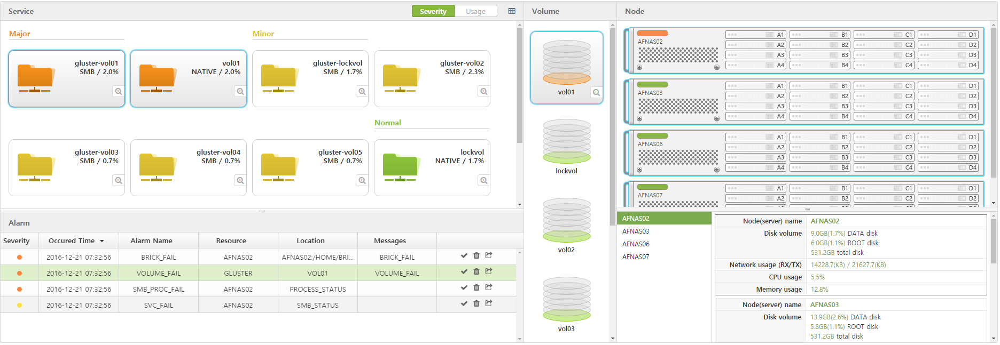 Service
Severity
Usage
Major
Minor
gluster-vol01
SMB / 2.0%
vol01
NATIVE / 2.0%
gluster-lockvol
SMB / 1.7%
gluster-vol02
SMB / 2.3%
Normal
gluster-vol03
SMB / 0.7%
gluster-vol04
SMB / 0.7%
gluster-vol05
SMB / 0.7%
lockvol
NATIVE / 1.7%
Alarm
Severity Occured Time Alarm Name Resource Location Messages
2016-12-21 07:32:56 BRICK_FAIL AFNAS02 AFNAS02:/HOME/BRI... BRICK_FAIL
2016-12-21 07:32:56 VOLUME_FAIL GLUSTER VOL01 VOLUME_FAIL
2016-12-21 07:32:56 SMB_PROC_FAIL AFNAS02 PROCESS_STATUS
2016-12-21 07:32:56 SVC_FAIL AFNAS02 SMB_STATUS
Volume
vol01
lockvol
vol02
vol03
Node
AFNAS02
A1 B1 C1 D1
A2 B2 C2 D2
A3 B3 C3 D3
A4 B4 C4 D4
AFNAS03
A1 B1 C1 D1
A2 B2 C2 D2
A3 B3 C3 D3
A4 B4 C4 D4
AFNAS06
A1 B1 C1 D1
A2 B2 C2 D2
A3 B3 C3 D3
A4 B4 C4 D4
AFNAS07
A1 B1 C1 D1
A2 B2 C2 D2
AFNAS02
AFNAS03
AFNAS06
AFNAS07
Node(server) name AFNAS02
Disk volume 9.0GB(1.7%) DATA disk
6.0GB(1.1%) ROOT disk
531.2GB total disk
Network usage (RX/TX) 14228.7(KB) / 21627.7(KB)
CPU usage 5.5%
Memory usage 12.8%
Node(server) name AFNAS03
Disk volume 13.9GB(2.6%) DATA disk
5.8GB(1.1%) ROOT disk
531.2GB total disk